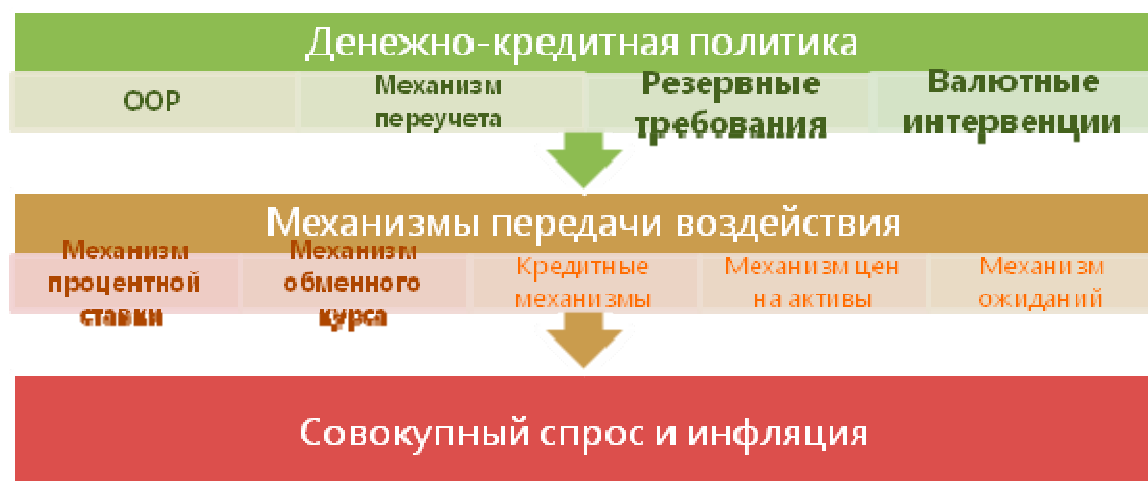 Денежно-кредитная политика
ООР
Механизм
переучета
Резервные
требования
Валютные
интервенции
Механизмы передачи воздействия
Механизм
процентной
ставки
Механизм
обменного
курса
Кредитные
механизмы
Механизм цен
на активы
Механизм
ожиданий
Совокупный спрос и инфляция